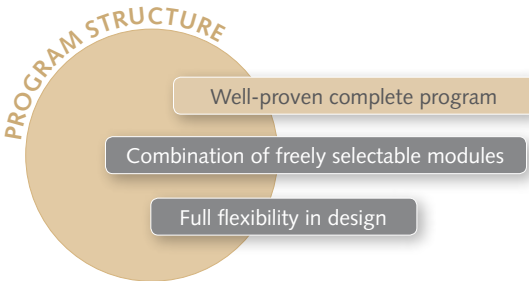 PROGRAM STRUCTURE
Well-proven complete program
Combination of freely selectable modules
Full flexibility in design